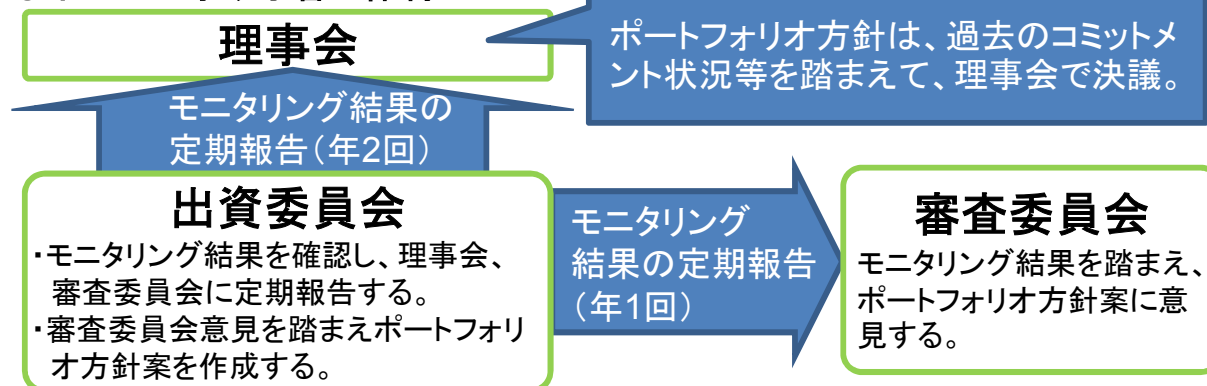 理事会
ポートフォリオ方針は、過去のコミットメ
ント状況等を踏まえて、理事会で決議。
モニタリング結果の
定期報告（年2回）
出資委員会
・モニタリング結果を確認し、理事会、
審査委員会に定期報告する。
・審査委員会意見を踏まえポートフォリ
オ方針案を作成する。
モニタリング
結果の定期報告
（年1回）
審査委員会
モニタリング結果を踏まえ、
ポートフォリオ方針案に意
見する。